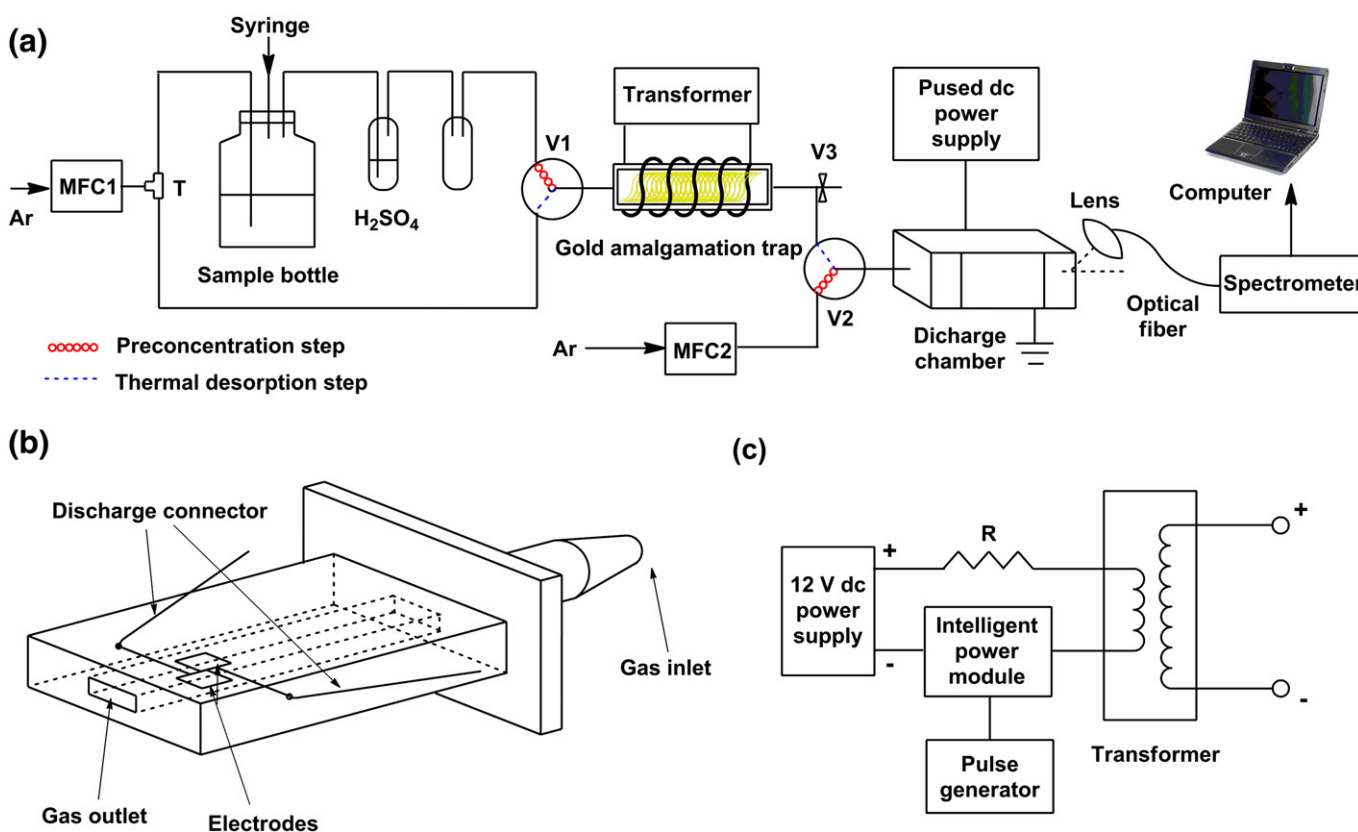 (a)
Syringe
Ar
MFC1
T
Sample bottle
H₂SO₄
V1
Transformer
Gold amalgamation trap
V3
V2
Ar
MFC2
Pused dc
power
supply
Dicharge
chamber
Lens
Optical
fiber
Computer
Spectrometer
Preconcentration step
Thermal desorption step
(b)
Discharge connector
Gas inlet
Gas outlet
Electrodes
(c)
12 V dc
power
supply
+
-
R
Intelligent
power
module
Pulse
generator
Transformer
+
-